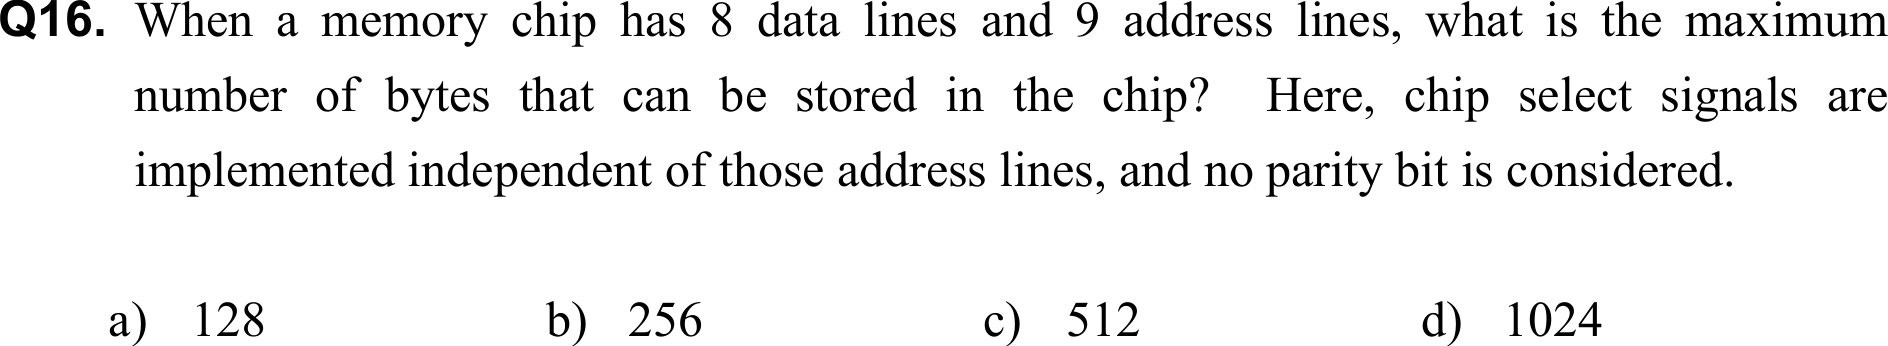 Q16. When a memory chip has 8 data lines and 9 address lines, what is the maximum
number of bytes that can be stored in the chip? Here, chip select signals are
implemented independent of those address lines, and no parity bit is considered.
a) 128 b) 256 c) 512 d) 1024